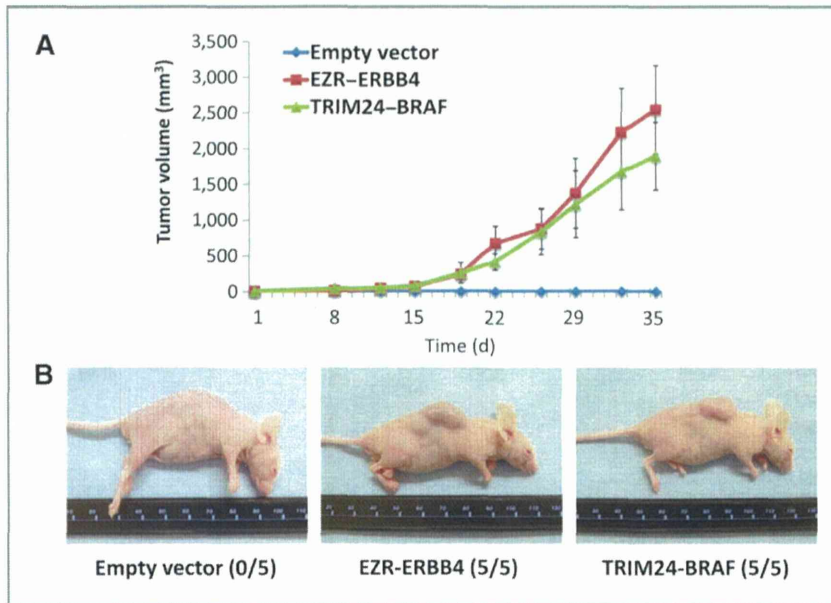 A
3,500
3,000
2,500
2,000
1,500
1,000
500
0
Tumor volume (mm³)
Empty vector
EZR–ERBB4
TRIM24–BRAF
1 8 15 22 29 35
Time (d)
B
Empty vector (0/5) EZR-ERBB4 (5/5) TRIM24-BRAF (5/5)